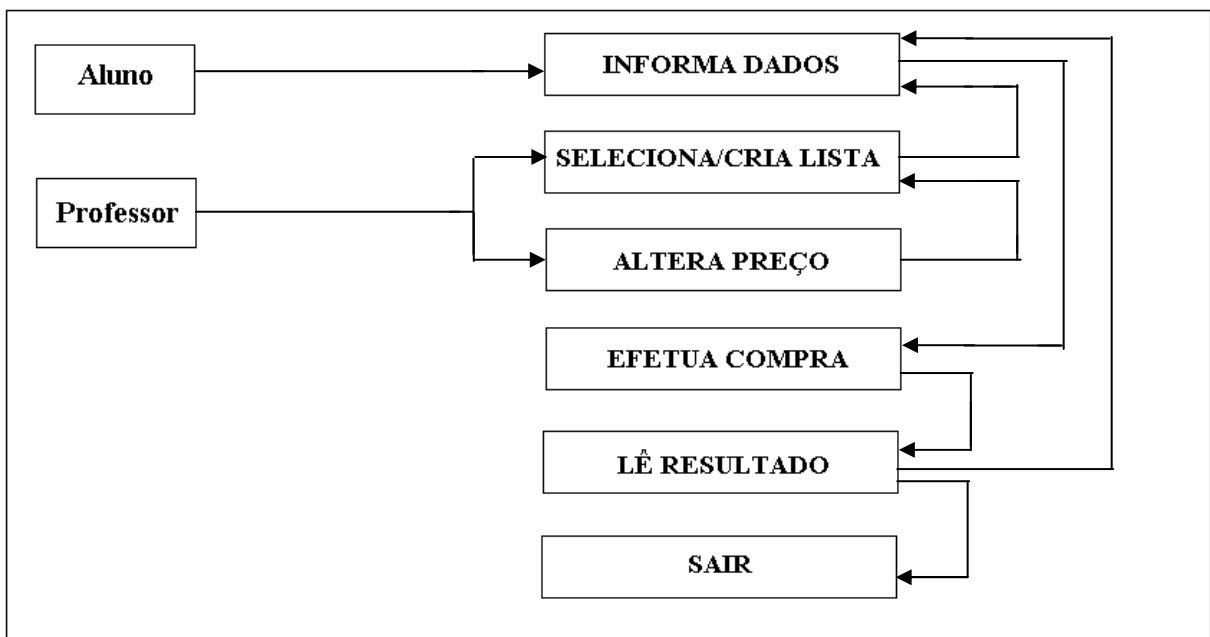 Aluno
INFORMA DADOS
SELECIONA/CRIA LISTA
Professor
ALTERA PREÇO
EFETUA COMPRA
LÊ RESULTADO
SAIR